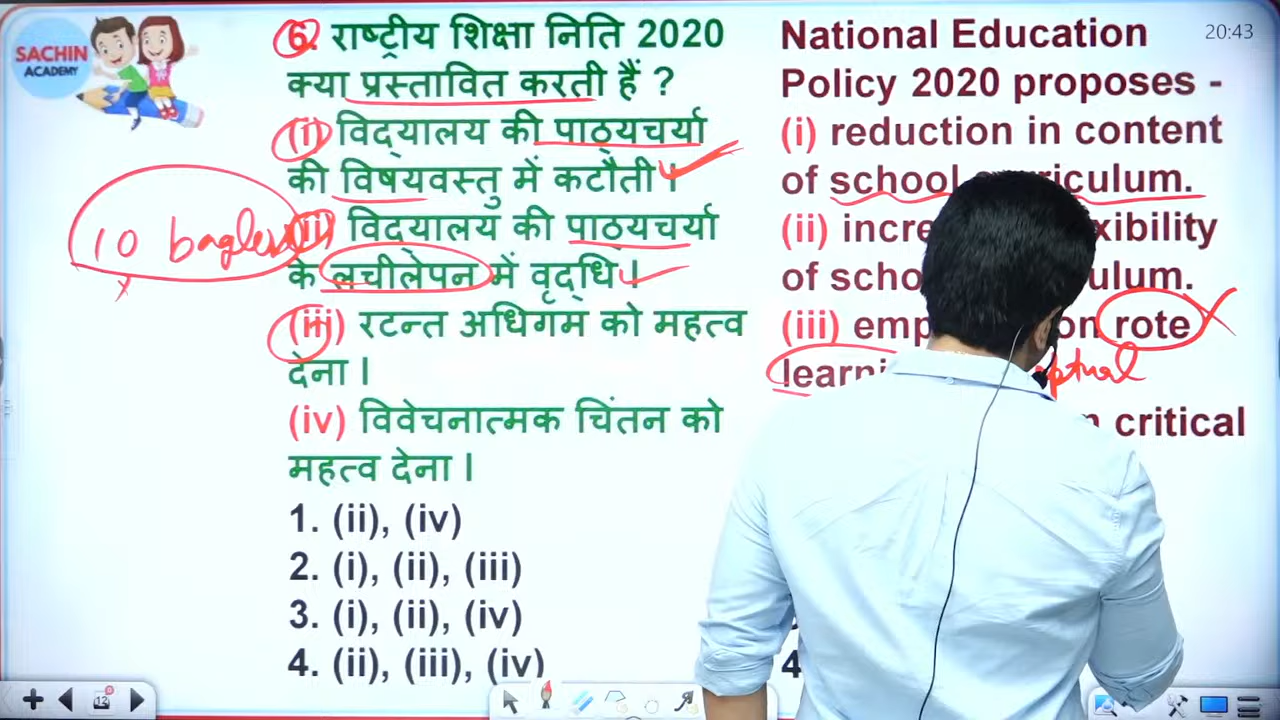 SACHIN
ACADEMY
6. राष्ट्रीय शिक्षा निति 2020
क्या प्रस्तावित करती हैं ?
(i) विद्यालय की पाठ्यचर्या
की विषयवस्तु में कटौती।
(ii) विद्यालय की पाठ्यचर्या
के लचीलेपन में वृद्धि।
(iii) रटन्त अधिगम को महत्व
देना।
(iv) विवेचनात्मक चिंतन को
महत्व देना।
1. (ii), (iv)
2. (i), (ii), (iii)
3. (i), (ii), (iv)
4. (ii), (iii), (iv)
10
National Education
Policy 2020 proposes -
(i) reduction in content
of school
(ii)
of
(iii) rote
critical
4
20:43
12